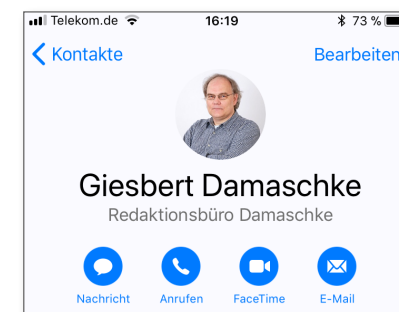 Telekom.de 16:19 73 %
Kontakte Bearbeiten
Giesbert Damaschke
Redaktionsbüro Damaschke
Nachricht Anrufen FaceTime E-Mail